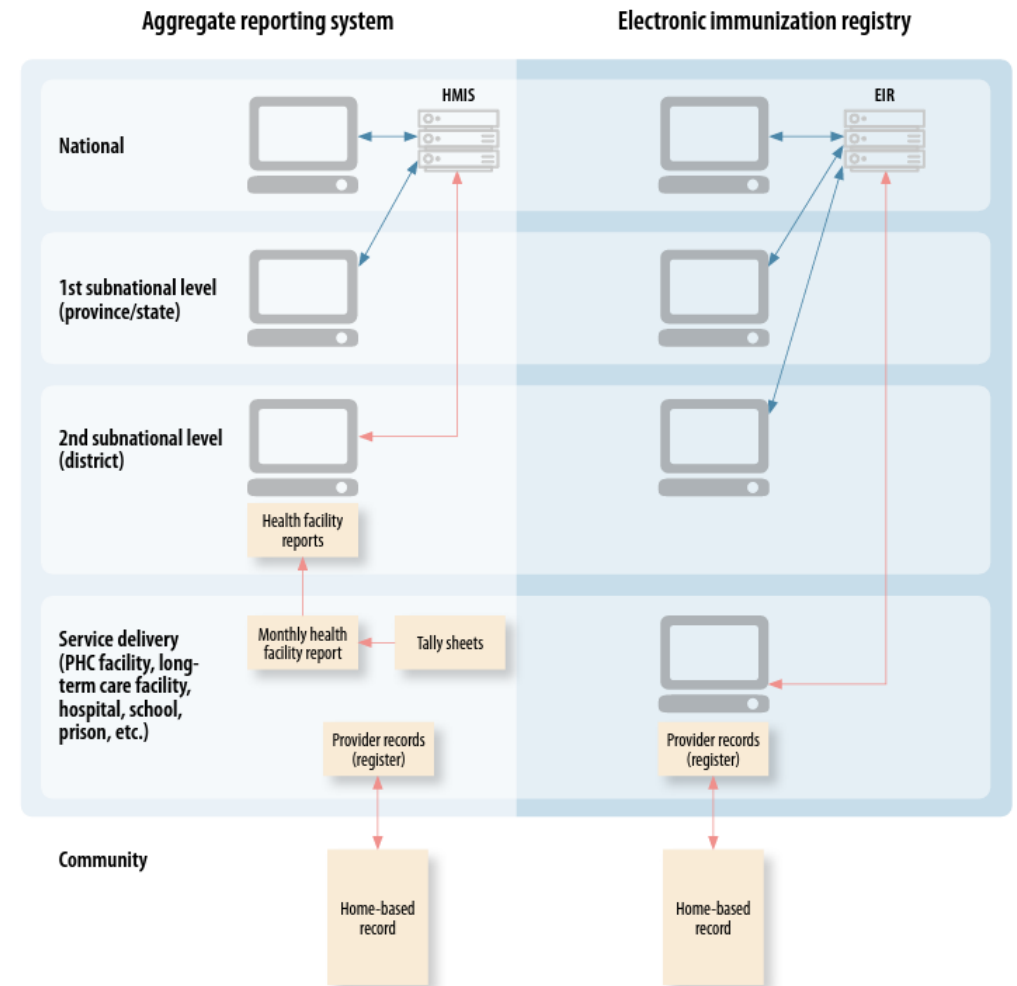 Aggregate reporting system
Electronic immunization registry
HMIS
EIR
National
1st subnational level
(province/state)
2nd subnational level
(district)
Health facility
reports
Service delivery
(PHC facility, long-
term care facility,
hospital, school,
prison, etc.)
Monthly health
facility report
Tally sheets
Provider records
(register)
Provider records
(register)
Community
Home-based
record
Home-based
record